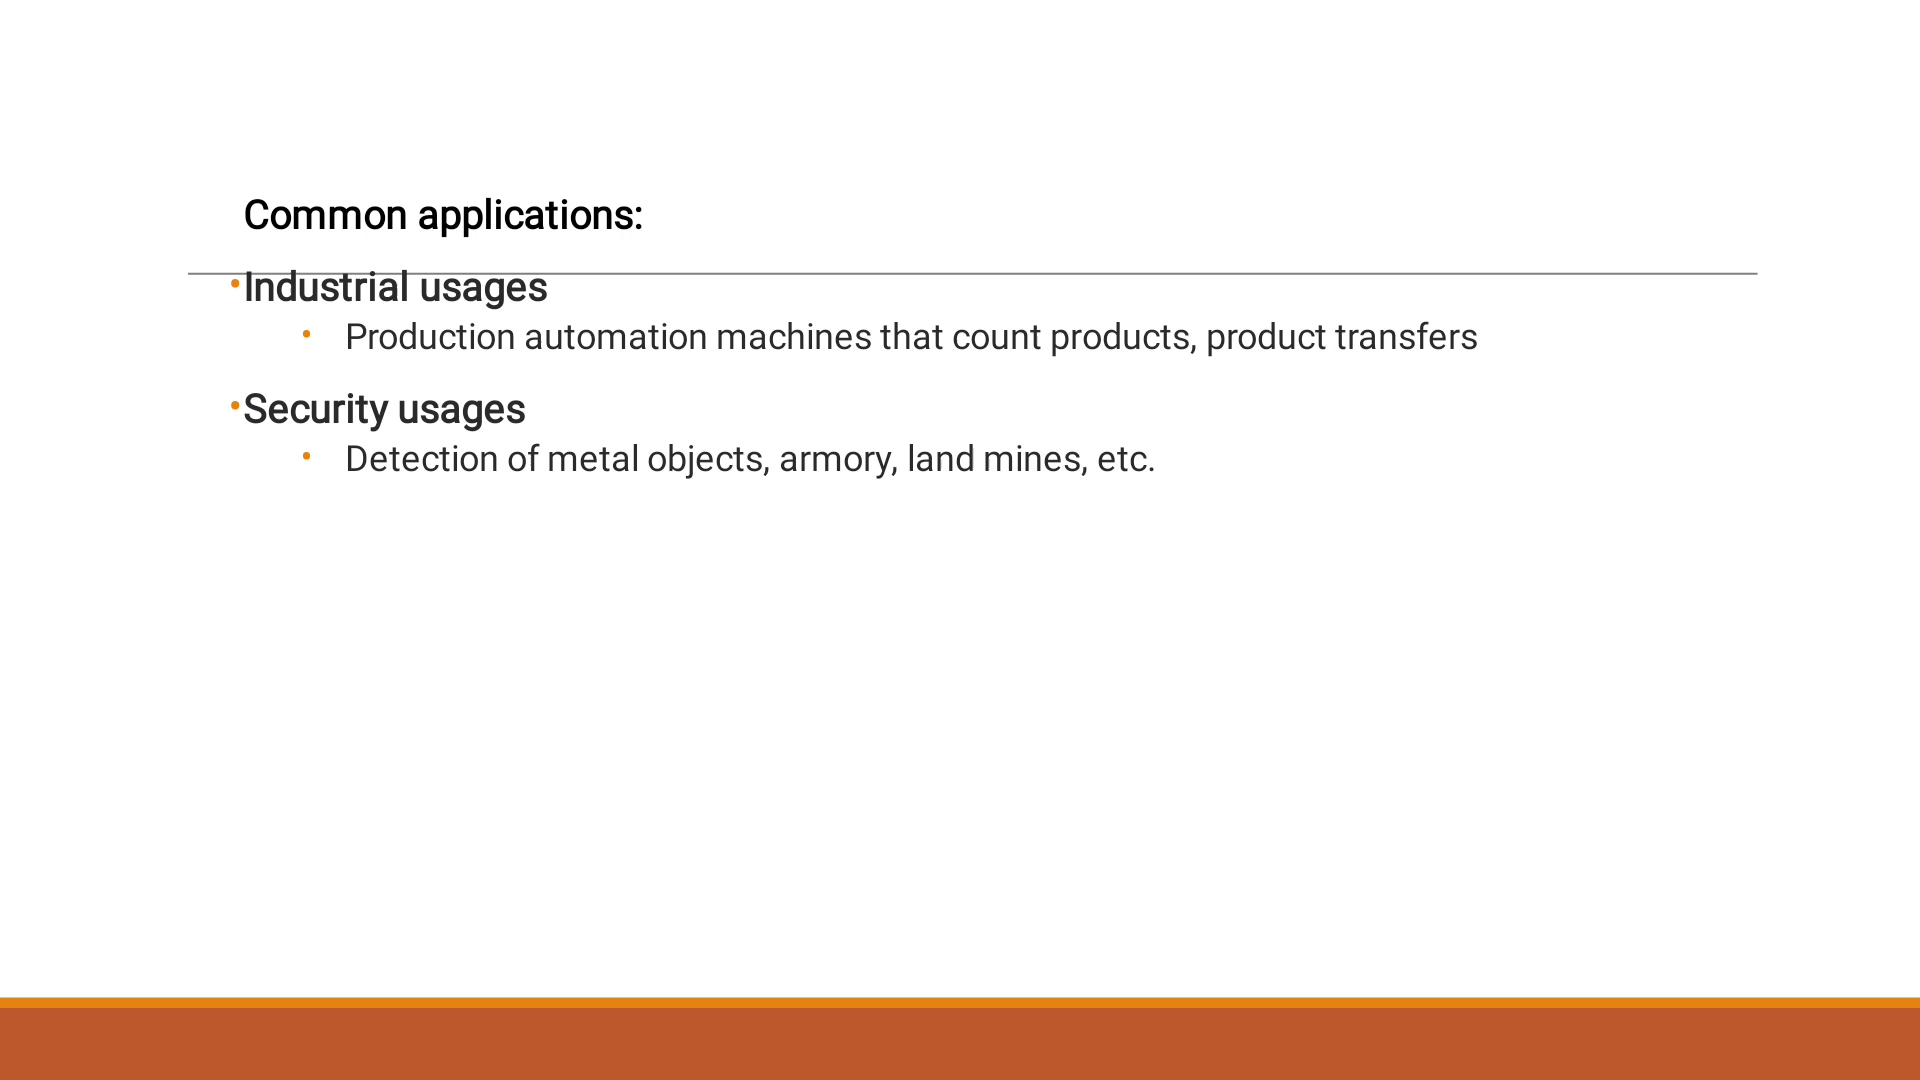 Common applications:
•Industrial usages
• Production automation machines that count products, product transfers
•Security usages
• Detection of metal objects, armory, land mines, etc.